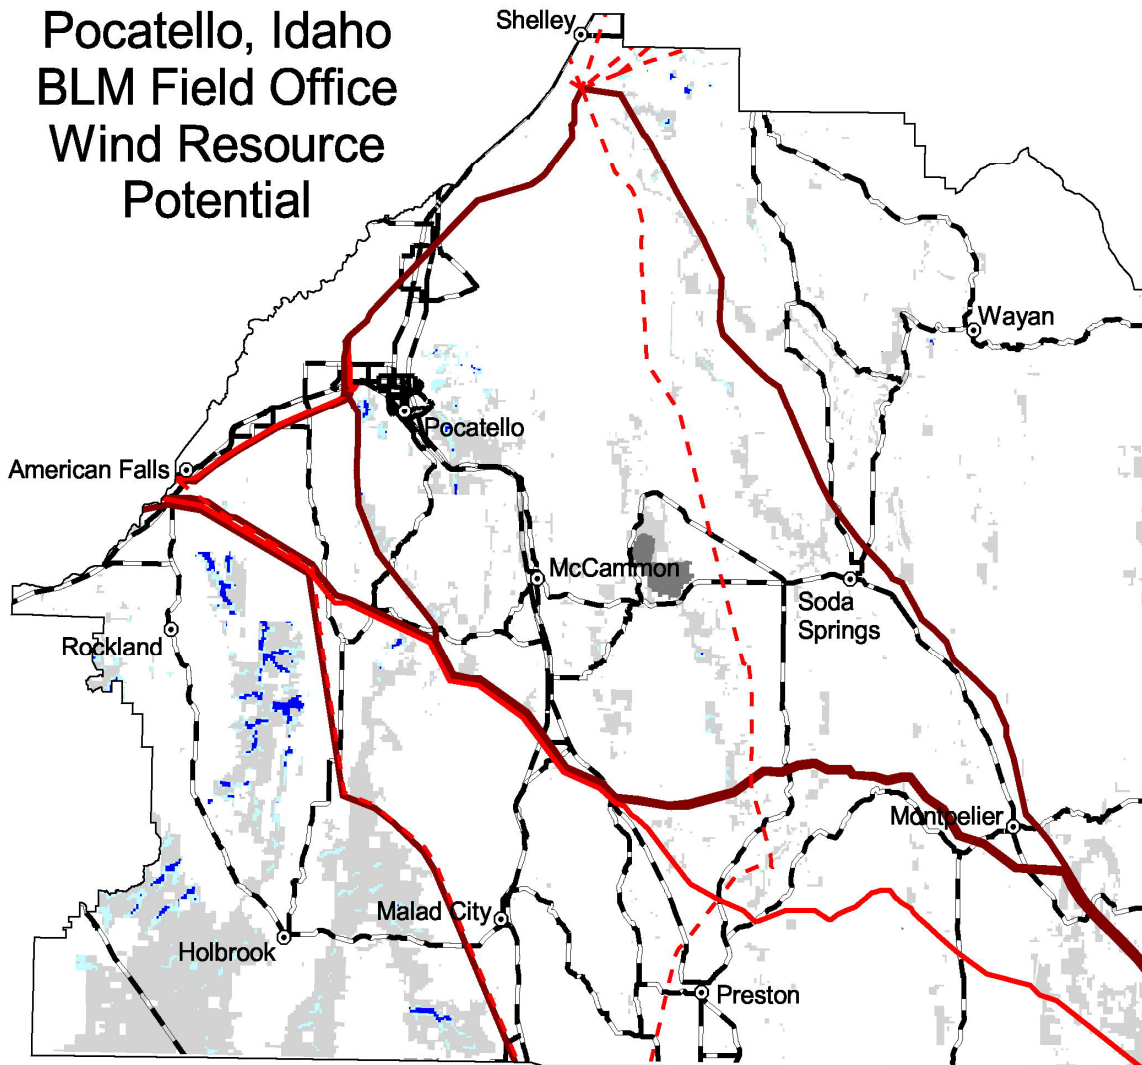 Pocatello, Idaho
BLM Field Office
Wind Resource
Potential
Shelley
Wayan
Pocatello
American Falls
McCammon
Soda
Springs
Rockland
Montpelier
Malad City
Holbrook
Preston